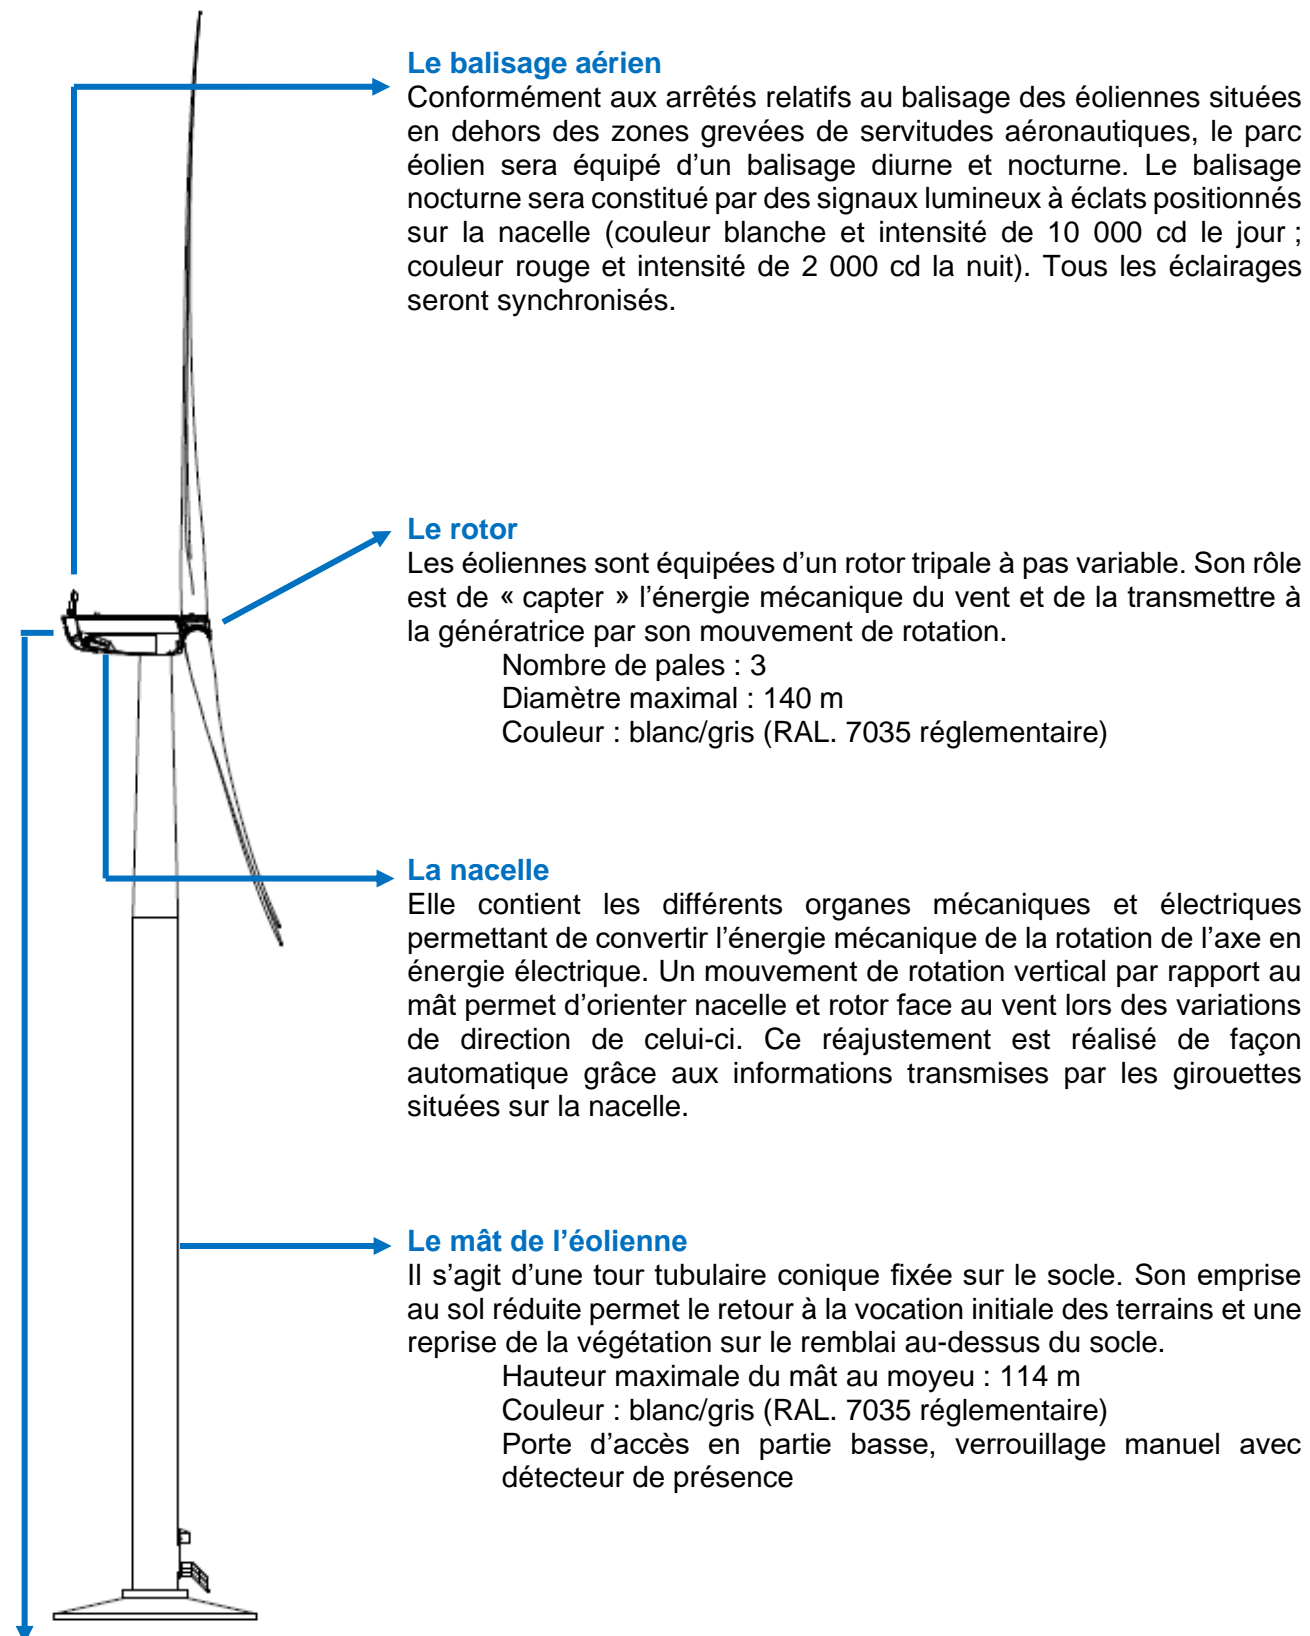 Le balisage aérien
Conformément aux arrêtés relatifs au balisage des éoliennes situées
en dehors des zones grevées de servitudes aéronautiques, le parc
éolien sera équipé d’un balisage diurne et nocturne. Le balisage
nocturne sera constitué par des signaux lumineux à éclats positionnés
sur la nacelle (couleur blanche et intensité de 10 000 cd le jour ;
couleur rouge et intensité de 2 000 cd la nuit). Tous les éclairages
seront synchronisés.
Le rotor
Les éoliennes sont équipées d’un rotor tripale à pas variable. Son rôle
est de « capter » l’énergie mécanique du vent et de la transmettre à
la génératrice par son mouvement de rotation.
Nombre de pales : 3
Diamètre maximal : 140 m
Couleur : blanc/gris (RAL. 7035 réglementaire)
La nacelle
Elle contient les différents organes mécaniques et électriques
permettant de convertir l’énergie mécanique de la rotation de l’axe en
énergie électrique. Un mouvement de rotation vertical par rapport au
mât permet d’orienter nacelle et rotor face au vent lors des variations
de direction de celui-ci. Ce réajustement est réalisé de façon
automatique grâce aux informations transmises par les girouettes
situées sur la nacelle.
Le mât de l’éolienne
Il s’agit d’une tour tubulaire conique fixée sur le socle. Son emprise
au sol réduite permet le retour à la vocation initiale des terrains et une
reprise de la végétation sur le remblai au-dessus du socle.
Hauteur maximale du mât au moyeu : 114 m
Couleur : blanc/gris (RAL. 7035 réglementaire)
Porte d’accès en partie basse, verrouillage manuel avec
détecteur de présence